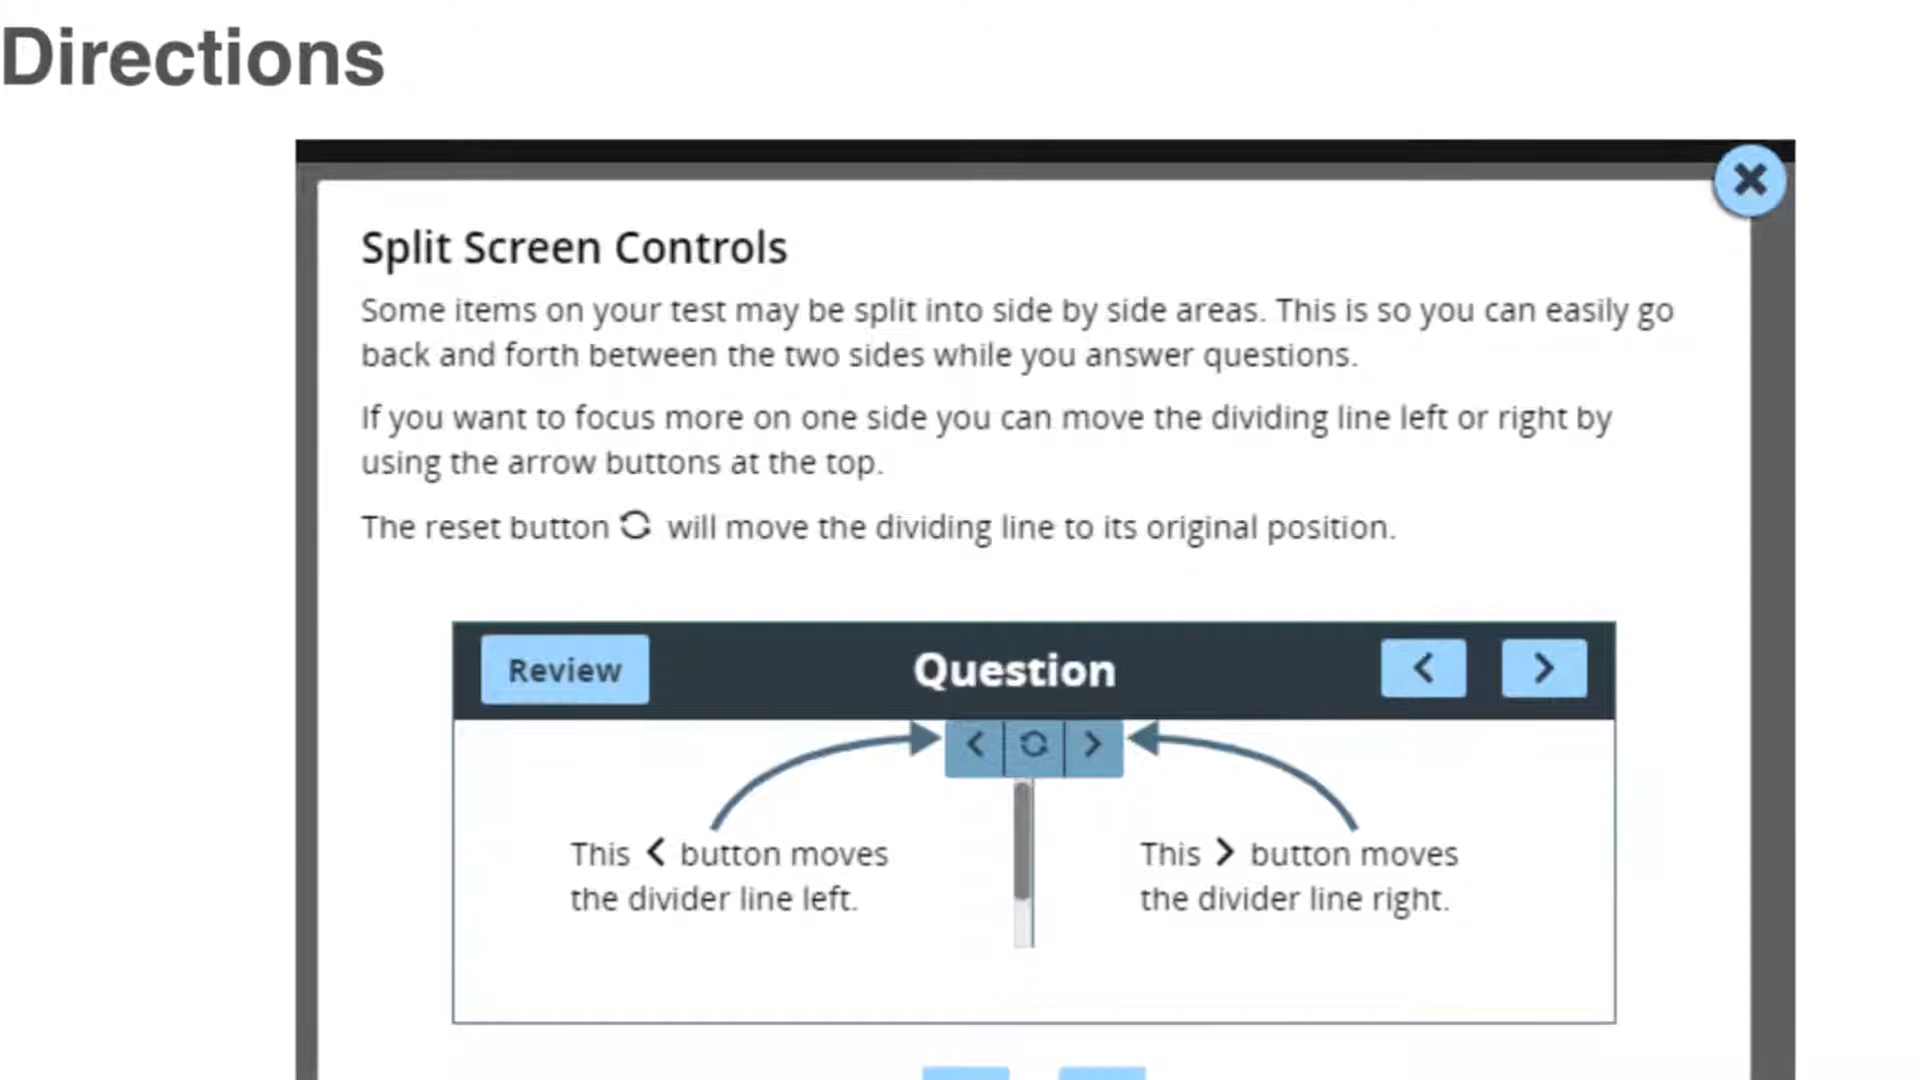 Directions
Split Screen Controls
Some items on your test may be split into side by side areas. This is so you can easily go
back and forth between the two sides while you answer questions.
If you want to focus more on one side you can move the dividing line left or right by
using the arrow buttons at the top.
The reset button will move the dividing line to its original position.
Review
Question
This < button moves
the divider line left.
This > button moves
the divider line right.